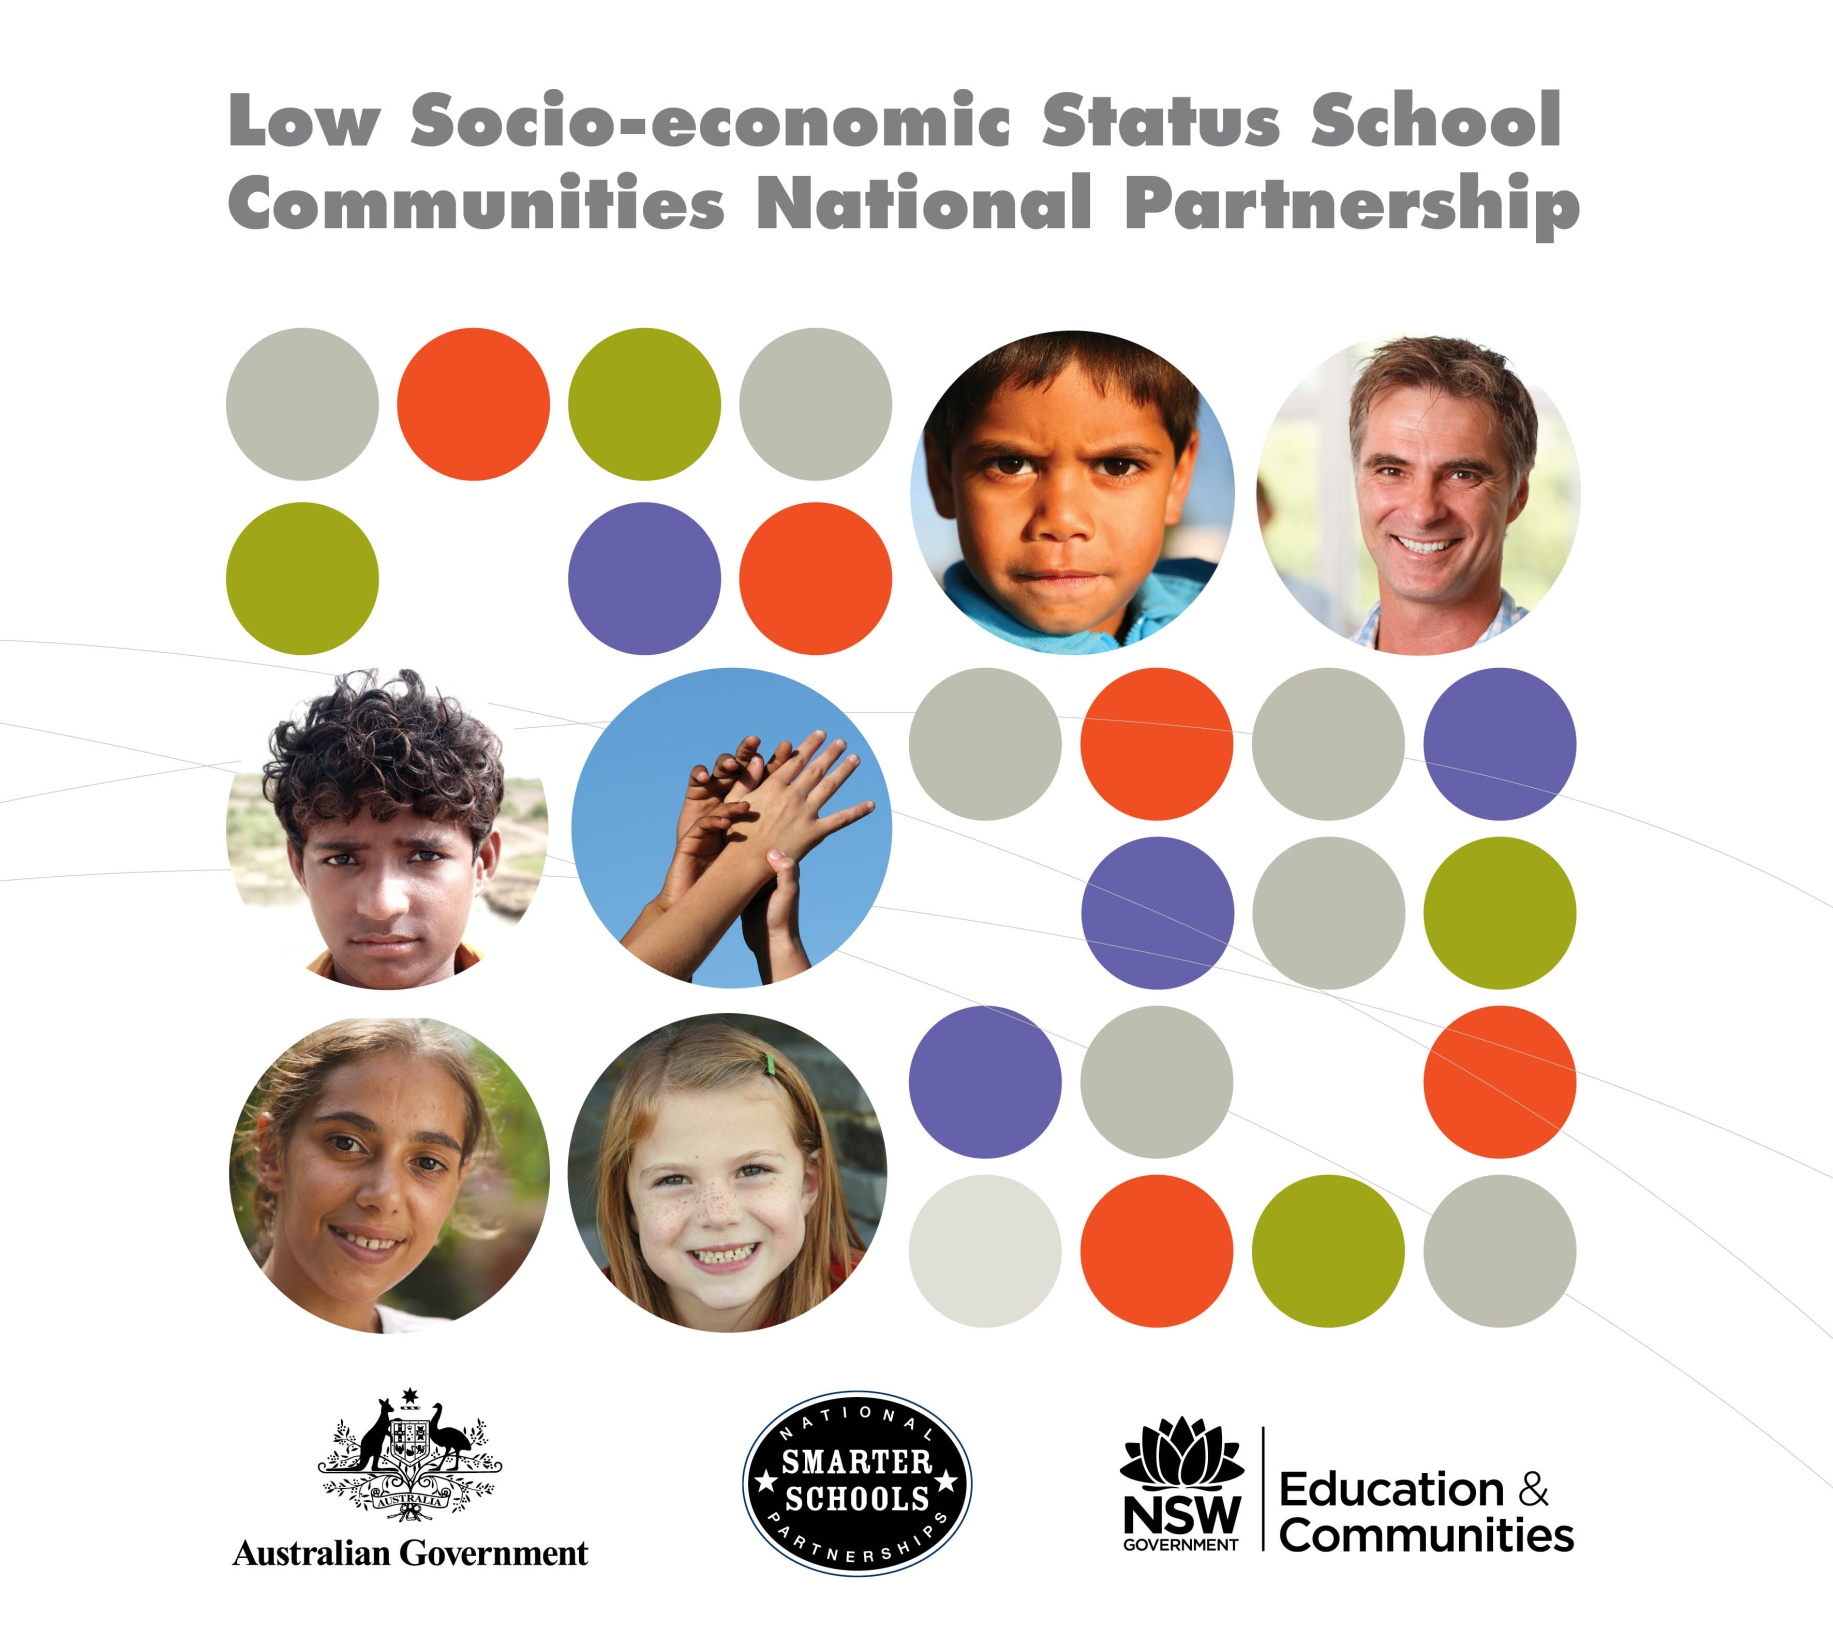 Low Socio-economic Status School
Communities National Partnership
AUSTRALIA
Australian Government
NATIONAL
SMARTER
SCHOOLS
PARTNERSHIPS
NSW
GOVERNMENT
Education &
Communities